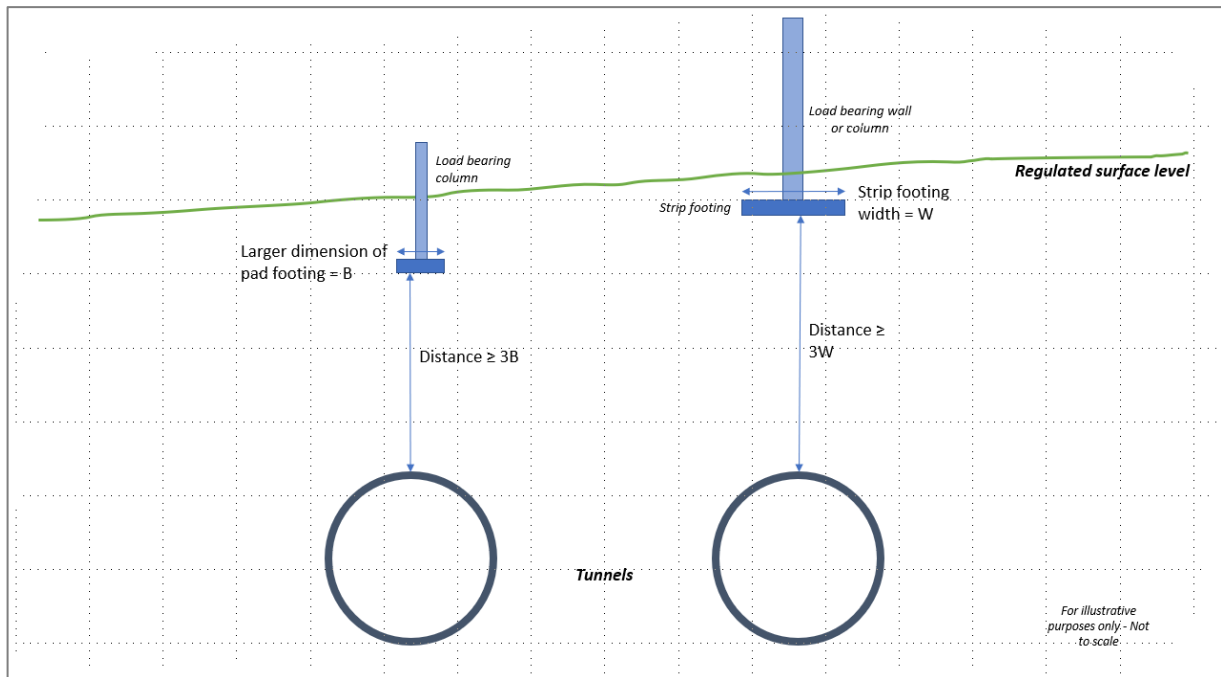 Load bearing wall
or column
Load bearing
column
Regulated surface level
Strip footing
Strip footing
width = W
Larger dimension of
pad footing = B
Distance ≥
3W
Distance ≥ 3B
Tunnels
For illustrative
purposes only - Not
to scale